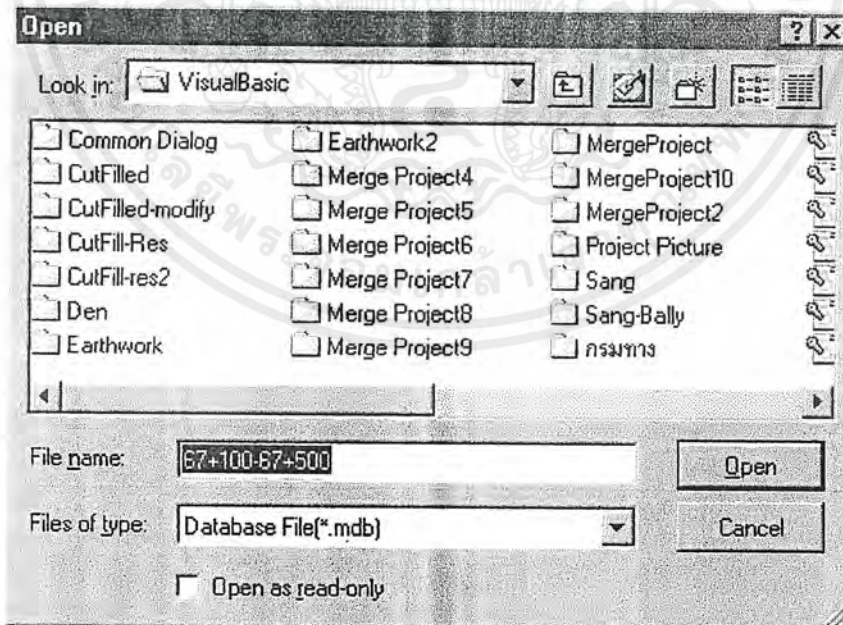 Open
Look in: VisualBasic
Common Dialog
CutFilled
CutFilled-modify
CutFill-Res
CutFill-res2
Den
Earthwork
Earthwork2
Merge Project4
Merge Project5
Merge Project6
Merge Project7
Merge Project8
Merge Project9
MergeProject
MergeProject10
MergeProject2
Project Picture
Sang
Sang-Bally
กรมทาง
File name: 67+100-67+500
Open
Files of type: Database File(*.mdb)
Cancel
Open as read-only